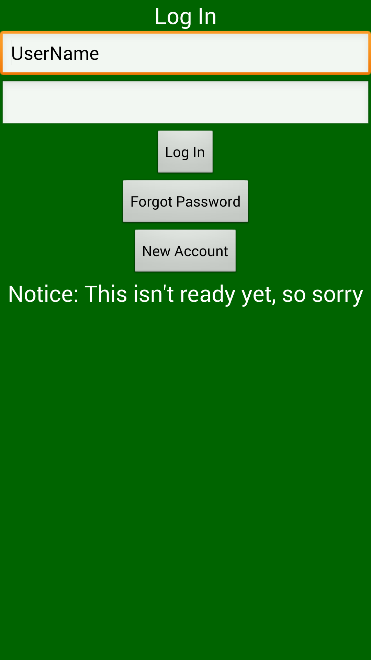 Log In
UserName
Log In
Forgot Password
New Account
Notice: This isn't ready yet, so sorry